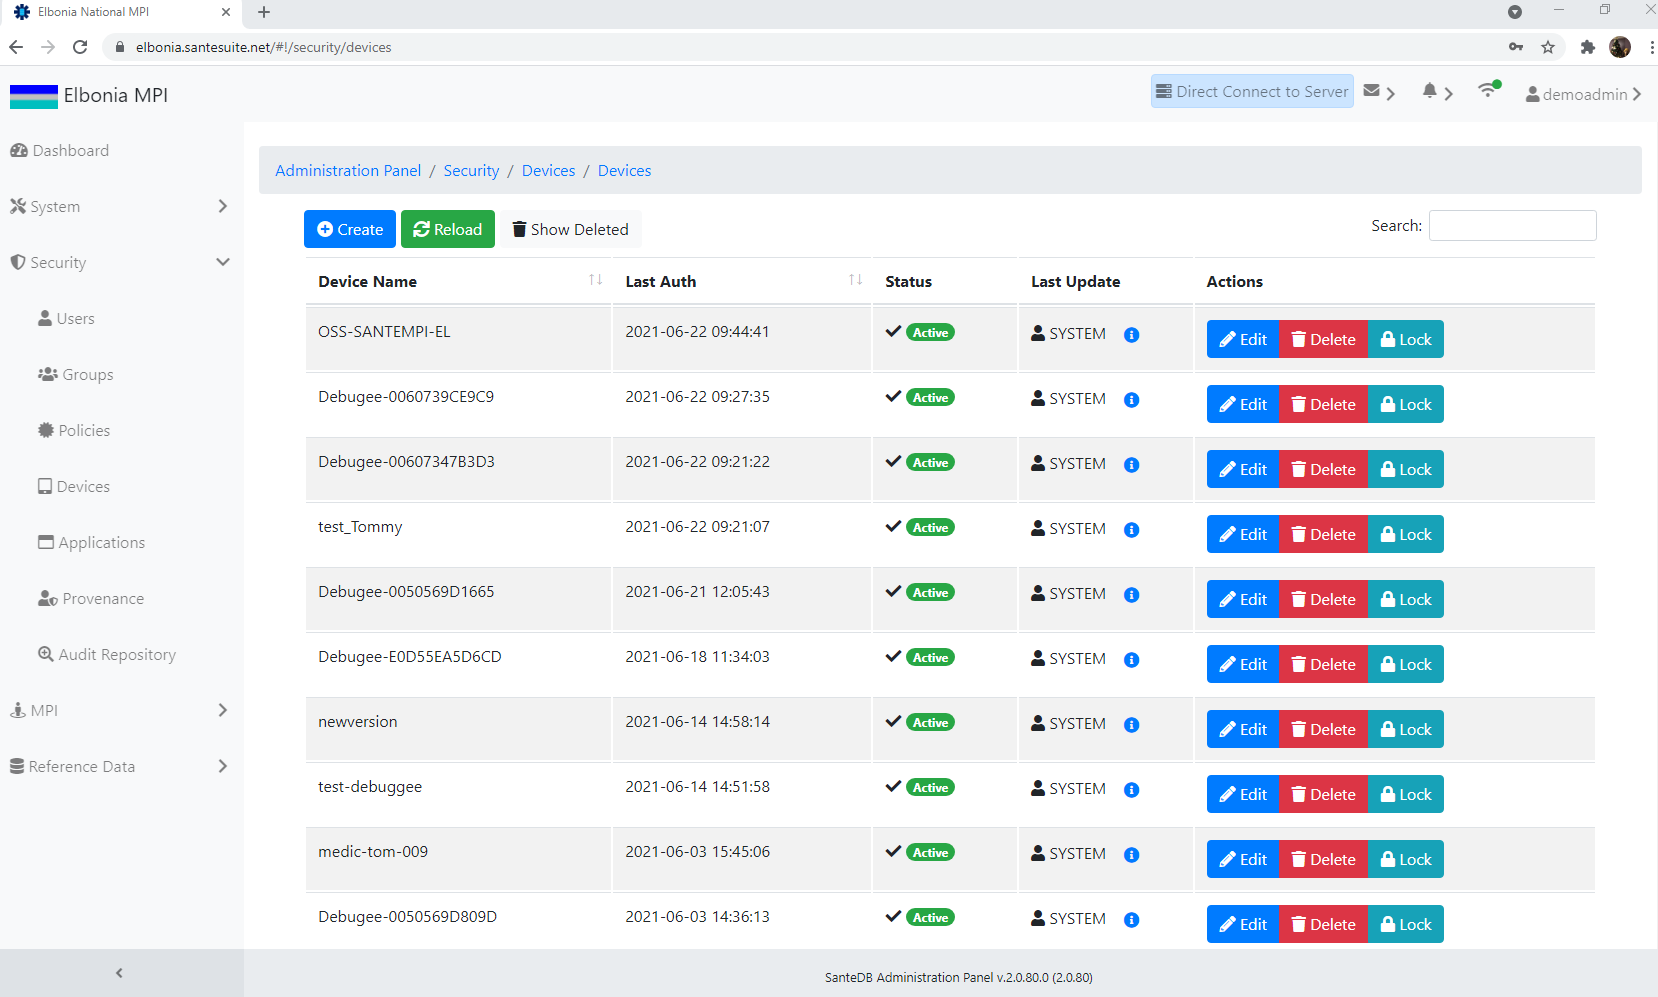 Elbonia National MPI
elbonia.santesuite.net/#!/security/devices
Elbonia MPI
Direct Connect to Server
demoadmin
Dashboard
System
Security
Users
Groups
Policies
Devices
Applications
Provenance
Audit Repository
MPI
Reference Data
Administration Panel / Security / Devices / Devices
Create Reload Show Deleted Search:
Device Name Last Auth Status Last Update Actions
OSS-SANTEMPI-EL 2021-06-22 09:44:41 Active SYSTEM Edit Delete Lock
Debugee-0060739CE9C9 2021-06-22 09:27:35 Active SYSTEM Edit Delete Lock
Debugee-00607347B3D3 2021-06-22 09:21:22 Active SYSTEM Edit Delete Lock
test_Tommy 2021-06-22 09:21:07 Active SYSTEM Edit Delete Lock
Debugee-0050569D1665 2021-06-21 12:05:43 Active SYSTEM Edit Delete Lock
Debugee-E0D55EA5D6CD 2021-06-18 11:34:03 Active SYSTEM Edit Delete Lock
newversion 2021-06-14 14:58:14 Active SYSTEM Edit Delete Lock
test-debuggee 2021-06-14 14:51:58 Active SYSTEM Edit Delete Lock
medic-tom-009 2021-06-03 15:45:06 Active SYSTEM Edit Delete Lock
Debugee-0050569D809D 2021-06-03 14:36:13 Active SYSTEM Edit Delete Lock
SanteDB Administration Panel v.2.0.80.0 (2.0.80)